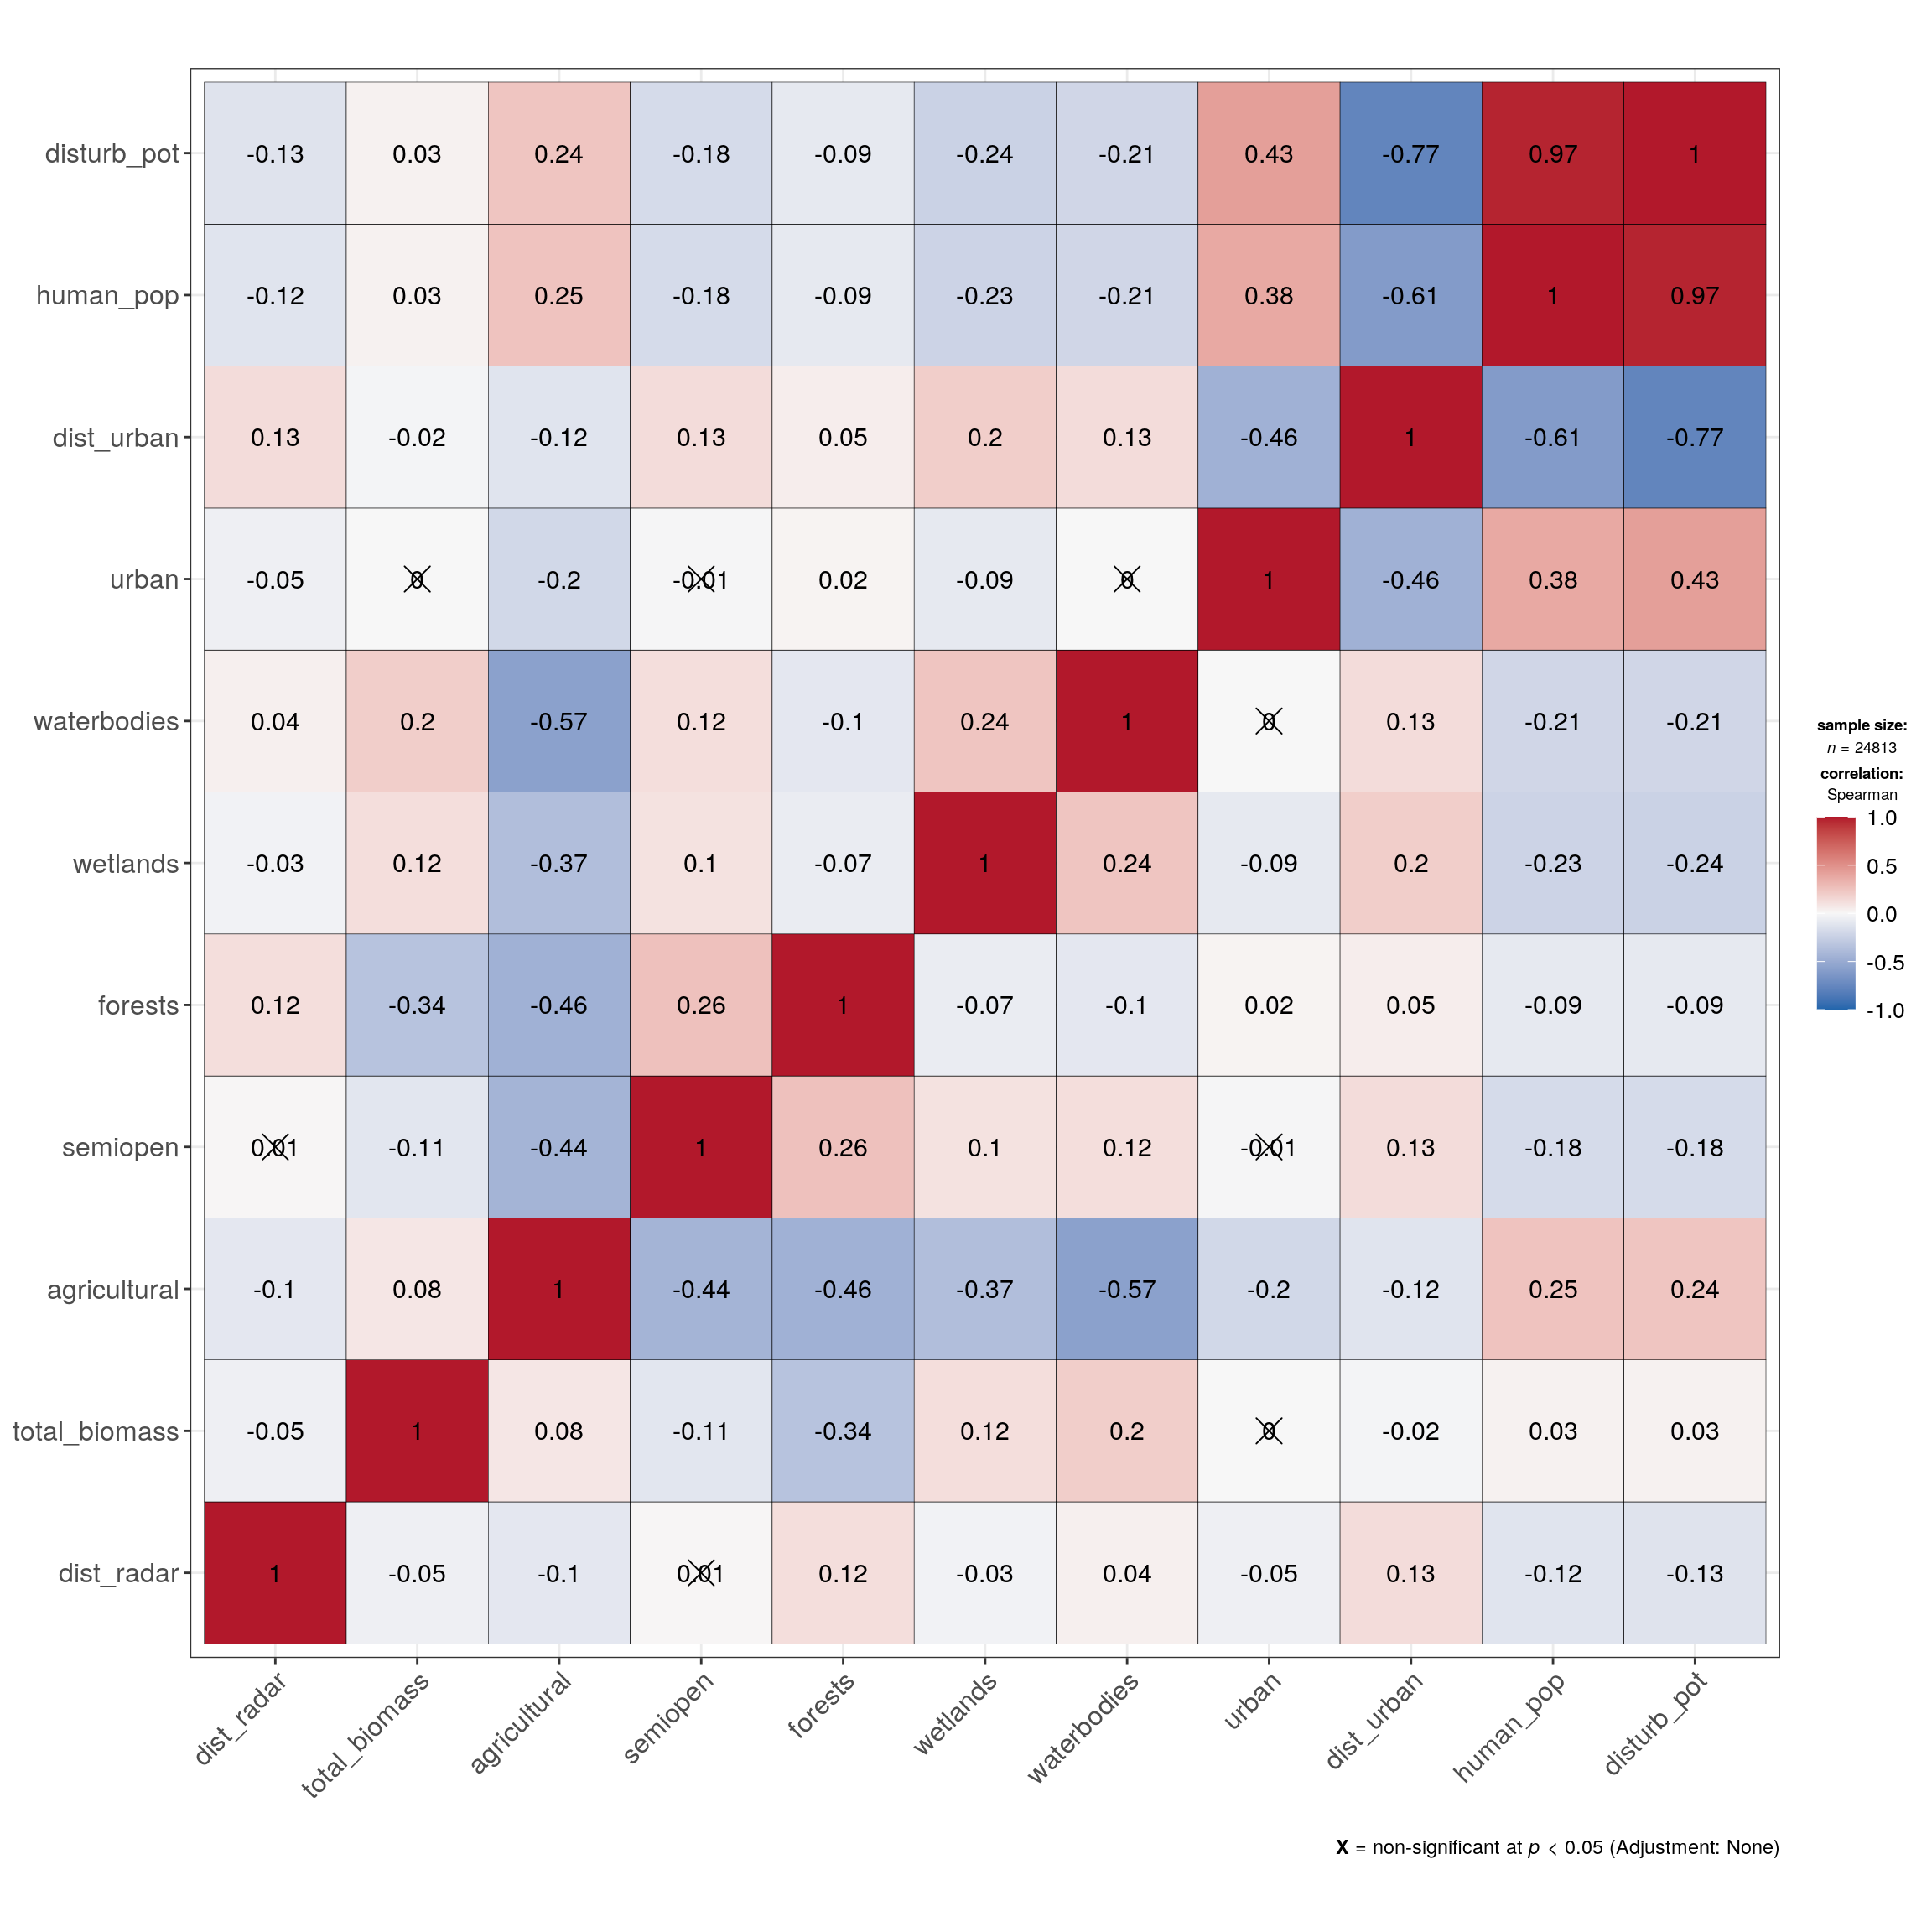 disturb_pot -0.13 0.03 0.24 -0.18 -0.09 -0.24 -0.21 0.43 -0.77 0.97 1
human_pop -0.12 0.03 0.25 -0.18 -0.09 -0.23 -0.21 0.38 -0.61 1 0.97
dist_urban 0.13 -0.02 -0.12 0.13 0.05 0.2 0.13 -0.46 1 -0.61 -0.77
urban -0.05 0 -0.2 -0.01 0.02 -0.09 0 1 -0.46 0.38 0.43
waterbodies 0.04 0.2 -0.57 0.12 -0.1 0.24 1 0 0.13 -0.21 -0.21
wetlands -0.03 0.12 -0.37 0.1 -0.07 1 0.24 -0.09 0.2 -0.23 -0.24
forests 0.12 -0.34 -0.46 0.26 1 -0.07 -0.1 0.02 0.05 -0.09 -0.09
semiopen 0.01 -0.11 -0.44 1 0.26 0.1 0.12 -0.01 0.13 -0.18 -0.18
agricultural -0.1 0.08 1 -0.44 -0.46 -0.37 -0.57 -0.2 -0.12 0.25 0.24
total_biomass -0.05 1 0.08 -0.11 -0.34 0.12 0.2 0 -0.02 0.03 0.03
dist_radar 1 -0.05 -0.1 0.01 0.12 -0.03 0.04 -0.05 0.13 -0.12 -0.13
dist_radar total_biomass agricultural semiopen forests wetlands waterbodies urban dist_urban human_pop disturb_pot
sample size:
n = 24813
correlation:
Spearman
1.0
0.5
0.0
-0.5
-1.0
X = non-significant at p < 0.05 (Adjustment: None)